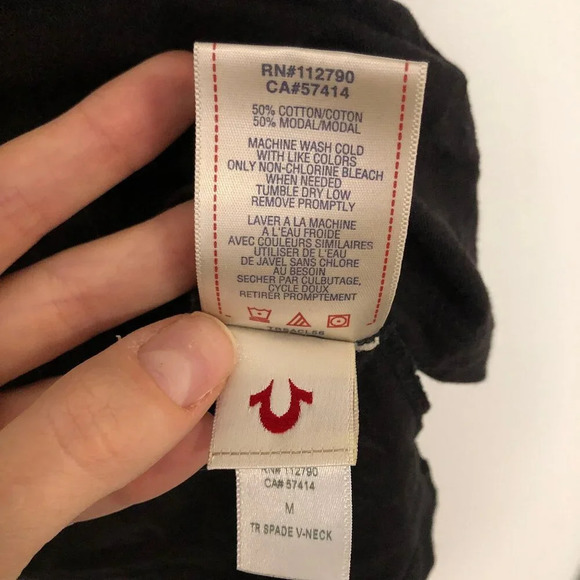 RN#112790
CA#57414
50% COTTON/COTON
50% MODAL/MODAL
MACHINE WASH COLD
WITH LIKE COLORS
ONLY NON-CHLORINE BLEACH
WHEN NEEDED
TUMBLE DRY LOW
REMOVE PROMPTLY
LAVER A LA MACHINE
A L'EAU FROIDE
AVEC COULEURS SIMILAIRES
UTILISER DE L'EAU
DE JAVEL SANS CHLORE
AU BESOIN
SECHER PAR CULBUTAGE,
CYCLE DOUX
RETIRER PROMPTEMENT
RN# 112790
CA# 57414
M
TR SPADE V-NECK